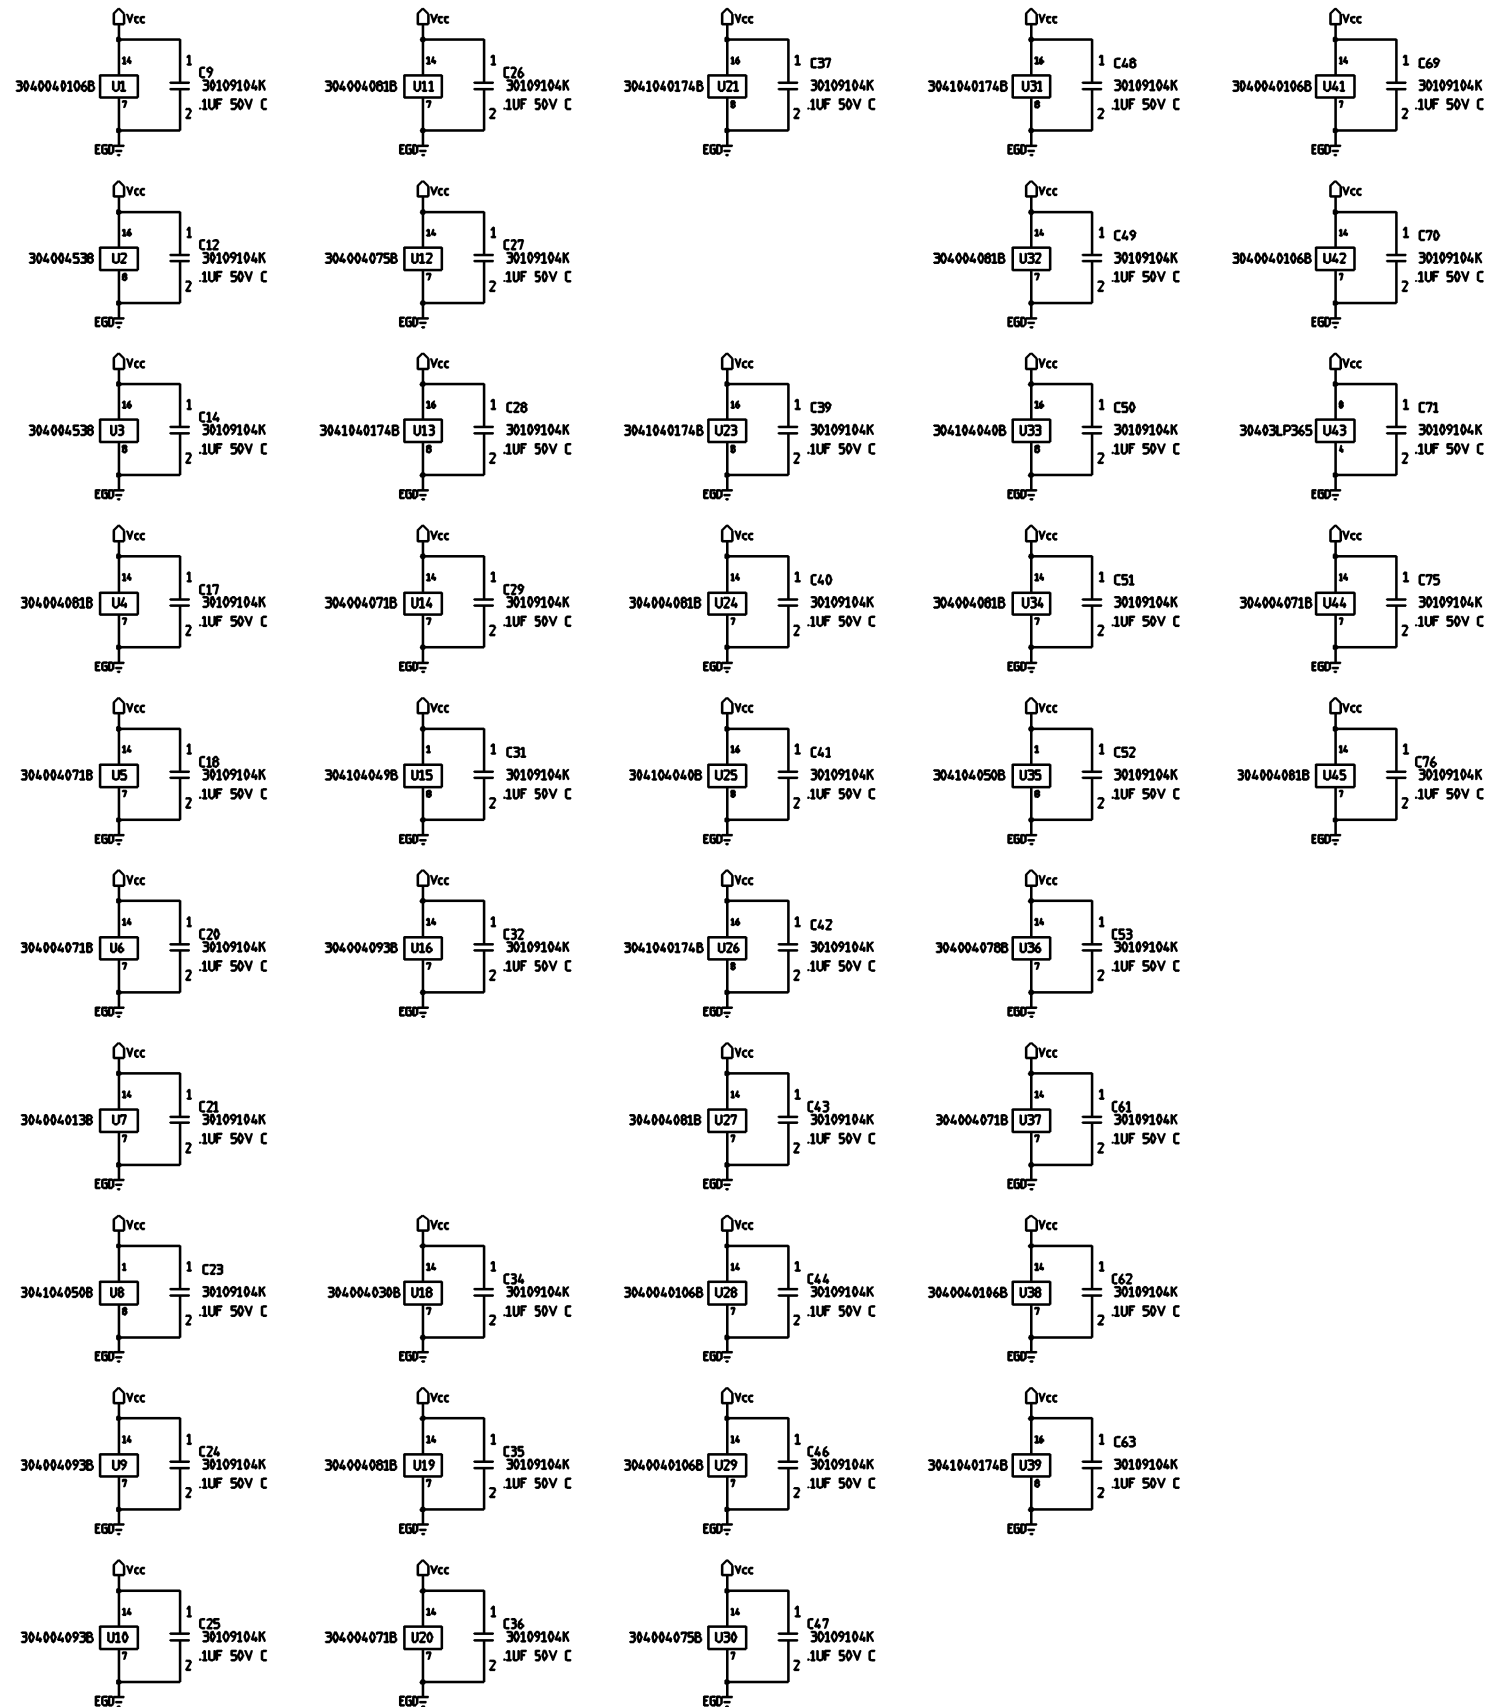 Vcc
14 1 C9
3040040106B U1 30109104K
7 2 .1UF 50V C
EGD
Vcc
16 1 C12
304004538 U2 30109104K
8 2 .1UF 50V C
EGD
Vcc
16 1 C14
304004538 U3 30109104K
8 2 .1UF 50V C
EGD
Vcc
14 1 C17
304004081B U4 30109104K
7 2 .1UF 50V C
EGD
Vcc
14 1 C18
304004071B U5 30109104K
7 2 .1UF 50V C
EGD
Vcc
14 1 C20
304004071B U6 30109104K
7 2 .1UF 50V C
EGD
Vcc
14 1 C21
304004013B U7 30109104K
7 2 .1UF 50V C
EGD
Vcc
1 1 C23
304104050B U8 30109104K
8 2 .1UF 50V C
EGD
Vcc
14 1 C24
304004093B U9 30109104K
7 2 .1UF 50V C
EGD
Vcc
14 1 C25
304004093B U10 30109104K
7 2 .1UF 50V C
EGD
Vcc
14 1 C26
304004081B U11 30109104K
7 2 .1UF 50V C
EGD
Vcc
14 1 C27
304004075B U12 30109104K
7 2 .1UF 50V C
EGD
Vcc
16 1 C28
3041040174B U13 30109104K
8 2 .1UF 50V C
EGD
Vcc
14 1 C29
304004071B U14 30109104K
7 2 .1UF 50V C
EGD
Vcc
1 1 C31
304104049B U15 30109104K
8 2 .1UF 50V C
EGD
Vcc
14 1 C32
304004093B U16 30109104K
7 2 .1UF 50V C
EGD
Vcc
14 1 C34
304004030B U18 30109104K
7 2 .1UF 50V C
EGD
Vcc
14 1 C35
304004081B U19 30109104K
7 2 .1UF 50V C
EGD
Vcc
14 1 C36
304004071B U20 30109104K
7 2 .1UF 50V C
EGD
Vcc
16 1 C37
3041040174B U21 30109104K
8 2 .1UF 50V C
EGD
Vcc
16 1 C39
3041040174B U23 30109104K
8 2 .1UF 50V C
EGD
Vcc
14 1 C40
304004081B U24 30109104K
7 2 .1UF 50V C
EGD
Vcc
16 1 C41
304104040B U25 30109104K
8 2 .1UF 50V C
EGD
Vcc
16 1 C42
3041040174B U26 30109104K
8 2 .1UF 50V C
EGD
Vcc
14 1 C43
304004081B U27 30109104K
7 2 .1UF 50V C
EGD
Vcc
14 1 C44
3040040106B U28 30109104K
7 2 .1UF 50V C
EGD
Vcc
14 1 C46
3040040106B U29 30109104K
7 2 .1UF 50V C
EGD
Vcc
14 1 C47
304004075B U30 30109104K
7 2 .1UF 50V C
EGD
Vcc
16 1 C48
3041040174B U31 30109104K
8 2 .1UF 50V C
EGD
Vcc
14 1 C49
304004081B U32 30109104K
7 2 .1UF 50V C
EGD
Vcc
16 1 C50
304104040B U33 30109104K
8 2 .1UF 50V C
EGD
Vcc
14 1 C51
304004081B U34 30109104K
7 2 .1UF 50V C
EGD
Vcc
1 1 C52
304104050B U35 30109104K
8 2 .1UF 50V C
EGD
Vcc
14 1 C53
304004078B U36 30109104K
7 2 .1UF 50V C
EGD
Vcc
14 1 C61
304004071B U37 30109104K
7 2 .1UF 50V C
EGD
Vcc
14 1 C62
3040040106B U38 30109104K
7 2 .1UF 50V C
EGD
Vcc
16 1 C63
3041040174B U39 30109104K
8 2 .1UF 50V C
EGD
Vcc
14 1 C69
3040040106B U41 30109104K
7 2 .1UF 50V C
EGD
Vcc
14 1 C70
3040040106B U42 30109104K
7 2 .1UF 50V C
EGD
Vcc
8 1 C71
30403LP365 U43 30109104K
4 2 .1UF 50V C
EGD
Vcc
14 1 C75
304004071B U44 30109104K
7 2 .1UF 50V C
EGD
Vcc
14 1 C76
304004081B U45 30109104K
7 2 .1UF 50V C
EGD